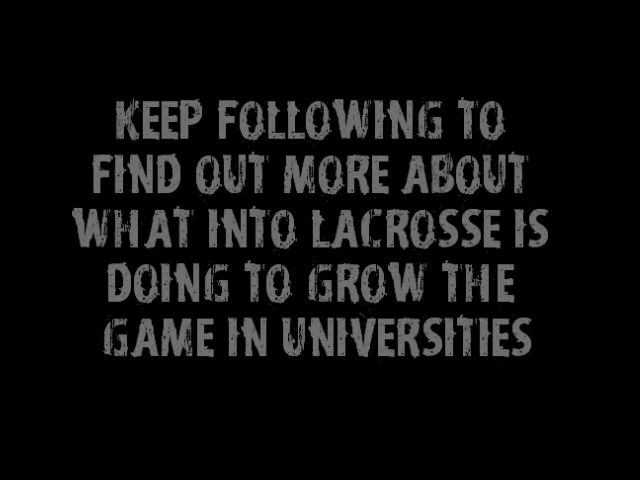 KEEP FOLLOWING TO
FIND OUT MORE ABOUT
WHAT INTO LACROSSE IS
DOING TO GROW THE
GAME IN UNIVERSITIES